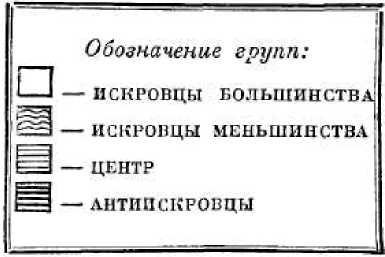 Обозначение групп:
— ИСКРОВЦЫ БОЛЬШИНСТВА
— ИСКРОВЦЫ МЕНЬШИНСТВА
— ЦЕНТР
— АНТИИСКРОВЦЫ